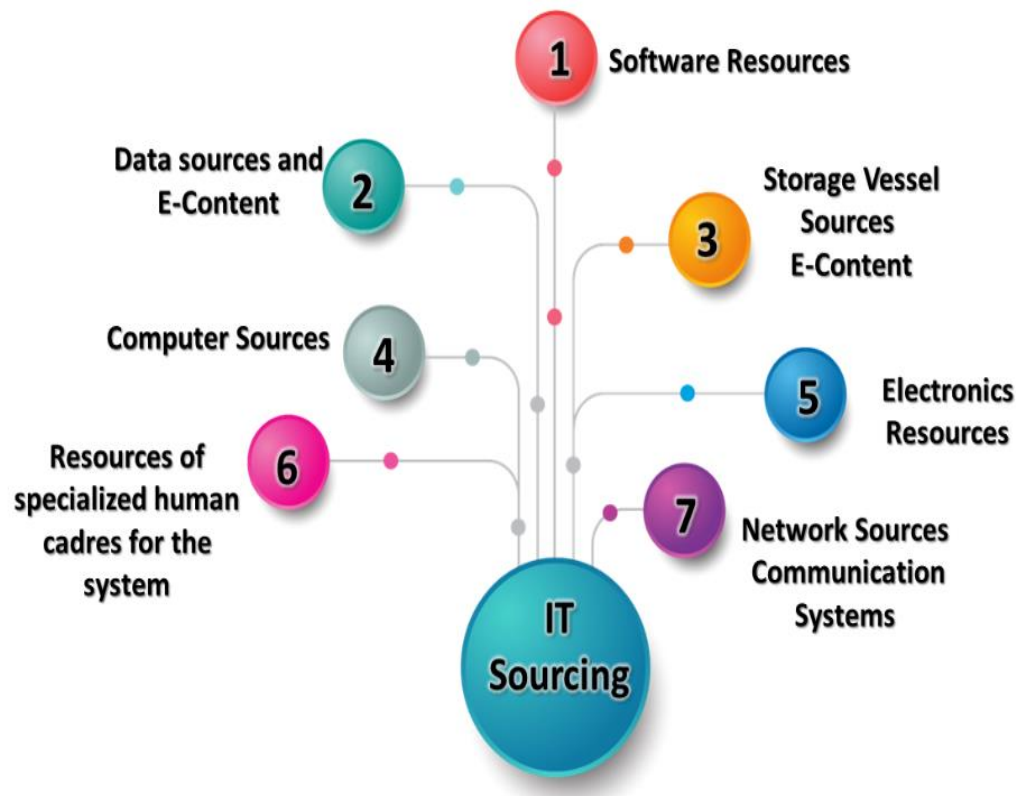 1
Software Resources
2
Data sources and
E-Content
3
Storage Vessel
Sources
E-Content
4
Computer Sources
5
Electronics
Resources
6
Resources of
specialized human
cadres for the
system
7
Network Sources
Communication
Systems
IT
Sourcing